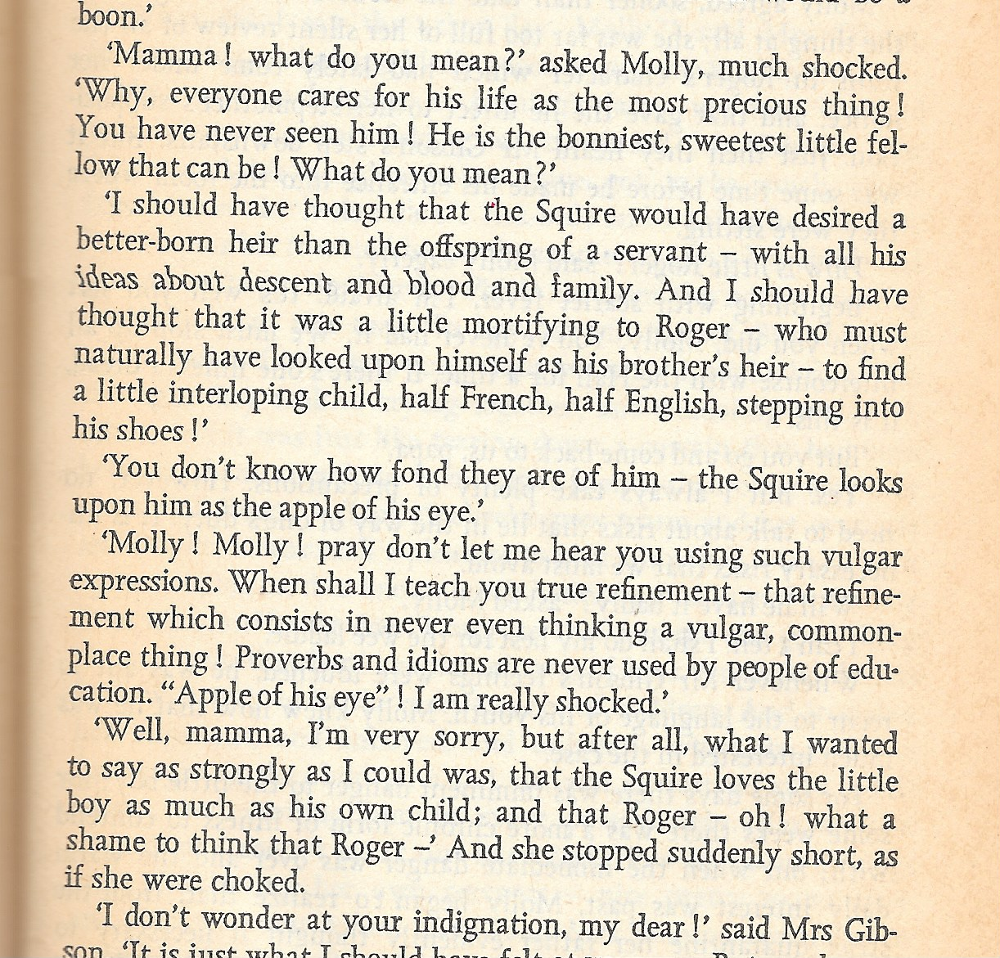 boon.’
‘Mamma! what do you mean?’ asked Molly, much shocked.
‘Why, everyone cares for his life as the most precious thing!
You have never seen him! He is the bonniest, sweetest little fel-
low that can be! What do you mean?’
‘I should have thought that the Squire would have desired a
better-born heir than the offspring of a servant – with all his
ideas about descent and blood and family. And I should have
thought that it was a little mortifying to Roger – who must
naturally have looked upon himself as his brother’s heir – to find
a little interloping child, half French, half English, stepping into
his shoes!’
‘You don’t know how fond they are of him – the Squire looks
upon him as the apple of his eye.’
‘Molly! Molly! pray don’t let me hear you using such vulgar
expressions. When shall I teach you true refinement – that refine-
ment which consists in never even thinking a vulgar, common-
place thing! Proverbs and idioms are never used by people of edu-
cation. “Apple of his eye”! I am really shocked.’
‘Well, mamma, I’m very sorry, but after all, what I wanted
to say as strongly as I could was, that the Squire loves the little
boy as much as his own child; and that Roger – oh! what a
shame to think that Roger –’ And she stopped suddenly short, as
if she were choked.
‘I don’t wonder at your indignation, my dear!’ said Mrs Gib-
son. ‘It is just what I should have felt at